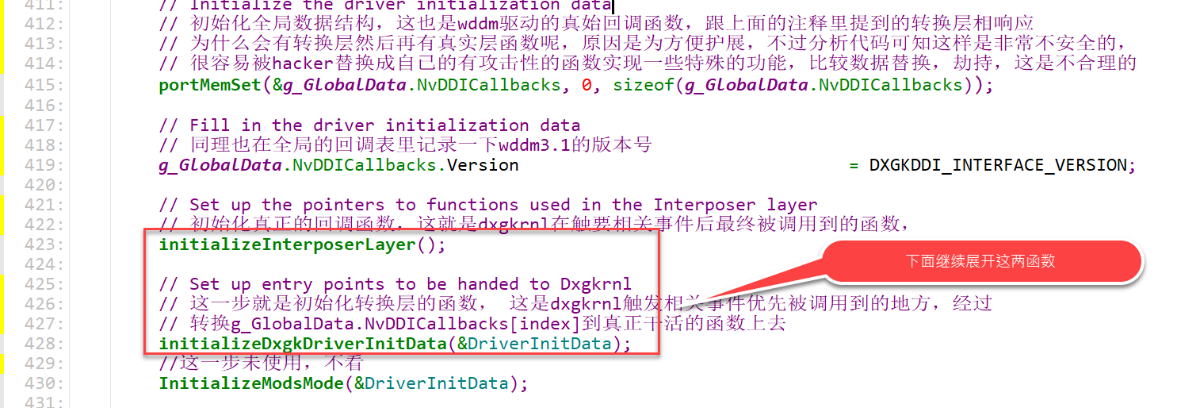 411: // Initialize the driver initialization data
412: // 初始化全局数据结构，这也是wddm驱动的真始回调函数，跟上面的注释里提到的转换层相响应
413: // 为什么会有转换层然后再有真实层函数呢，原因是为方便扩展，不过分析代码可知这样是非常不安全的，
414: // 很容易被hacker替换成自己的有攻击性的函数实现一些特殊的功能，比较数据替换，劫持，这是不合理的
415: portMemSet(&g_GlobalData.NvDDICallbacks, 0, sizeof(g_GlobalData.NvDDICallbacks));
416:
417: // Fill in the driver initialization data
418: // 同理也在全局的回调表里记录一下wddm3.1的版本号
419: g_GlobalData.NvDDICallbacks.Version = DXGKDDI_INTERFACE_VERSION;
420:
421: // Set up the pointers to functions used in the Interposer layer
422: // 初始化真正的回调函数，这就是dxgkrnl在触要相关事件后最终被调用到的函数，
423: initializeInterposerLayer();
424:
425: // Set up entry points to be handed to Dxgkrnl
下面继续展开这两函数
426: // 这一步就是初始化转换层的函数， 这是dxgkrnl触发相关事件优先被调用到的地方，经过
427: // 转换g_GlobalData.NvDDICallbacks[index]到真正干活的函数上去
428: initializeDxgkDriverInitData(&DriverInitData);
429: //这一步未使用，不看
430: InitializeModsMode(&DriverInitData);
431: